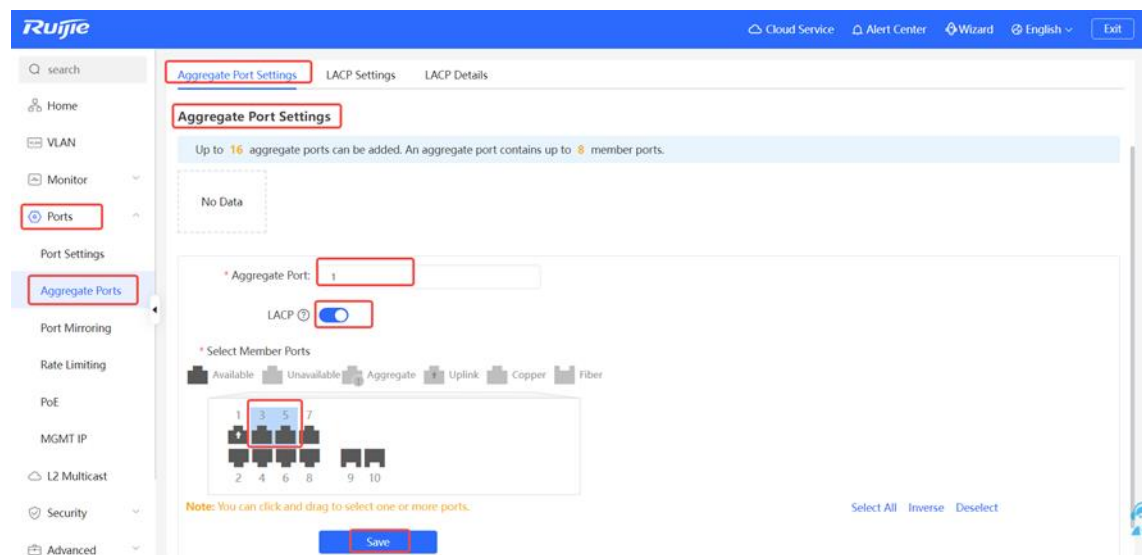 Ruijie
Cloud Service Alert Center Wizard English Exit
search
Home
VLAN
Monitor
Ports
Port Settings
Aggregate Ports
Port Mirroring
Rate Limiting
PoE
MGMT IP
L2 Multicast
Security
Advanced
Aggregate Port Settings LACP Settings LACP Details
Aggregate Port Settings
Up to 16 aggregate ports can be added. An aggregate port contains up to 8 member ports.
No Data
* Aggregate Port: 1
LACP ?
* Select Member Ports
Available Unavailable Aggregate Uplink Copper Fiber
1 3 5 7
2 4 6 8 9 10
Note: You can click and drag to select one or more ports.
Select All Inverse Deselect
Save